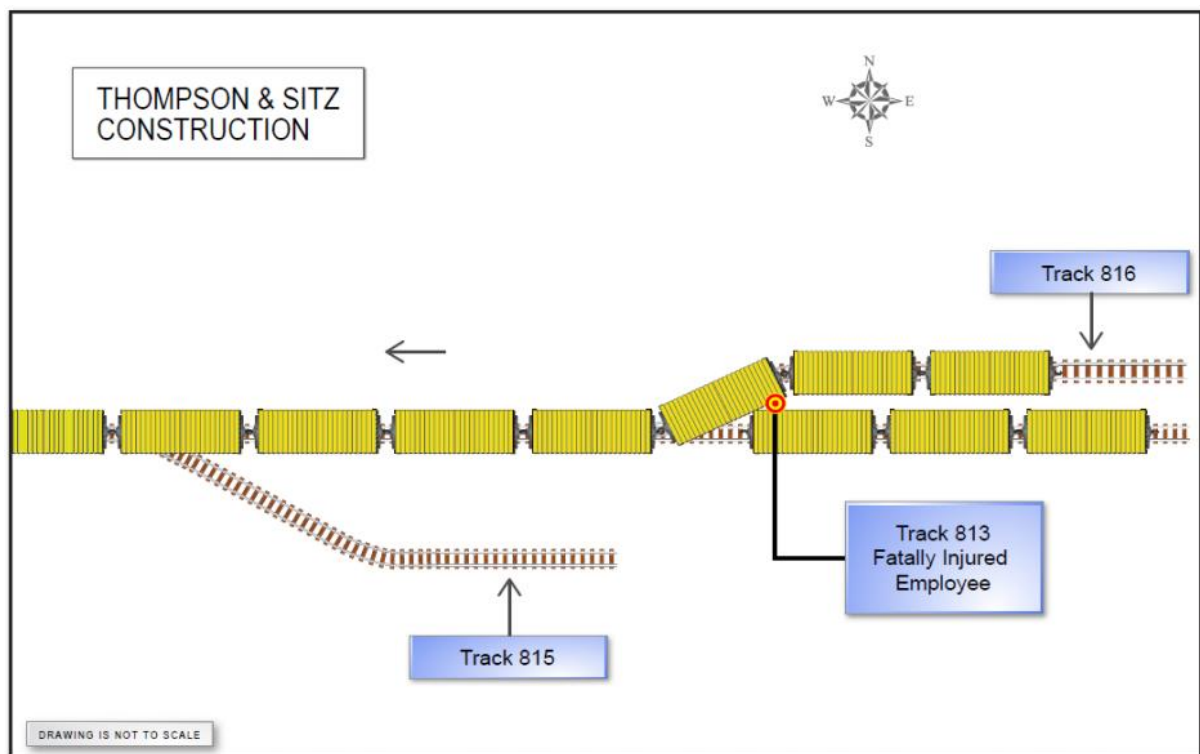 THOMPSON & SITZ
CONSTRUCTION
N
W
E
S
Track 816
Track 813
Fatally Injured
Employee
Track 815
DRAWING IS NOT TO SCALE